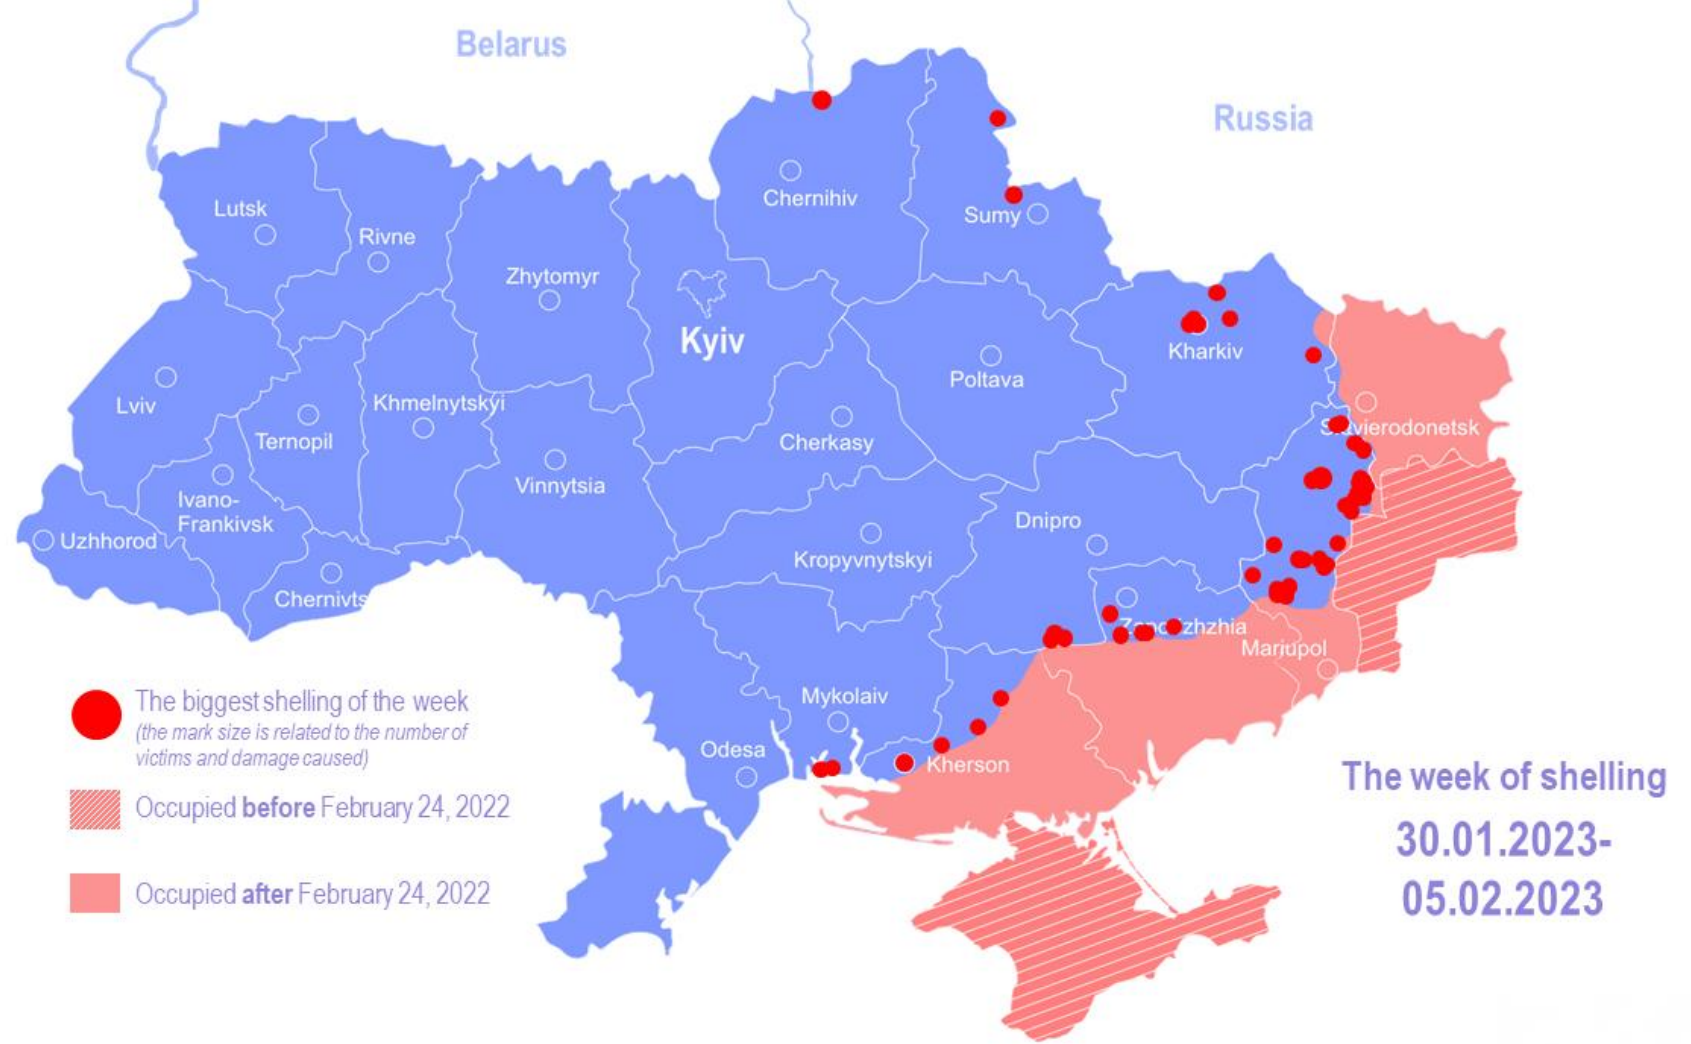 Belarus
Russia
Chernihiv
Lutsk
Sumy
Rivne
Zhytomyr
Kyiv
Kharkiv
Poltava
Lviv
Khmelnytskyi
Ternopil
Cherkasy
Vinnytsia
Ivano-
Frankivsk
Dnipro
Uzhhorod
Kropyvnytskyi
Chernivts
Mariupol
Mykolaiv
Odesa
Kherson
The biggest shelling of the week
(the mark size is related to the number of
victims and damage caused)
Occupied before February 24, 2022
Occupied after February 24, 2022
The week of shelling
30.01.2023-
05.02.2023